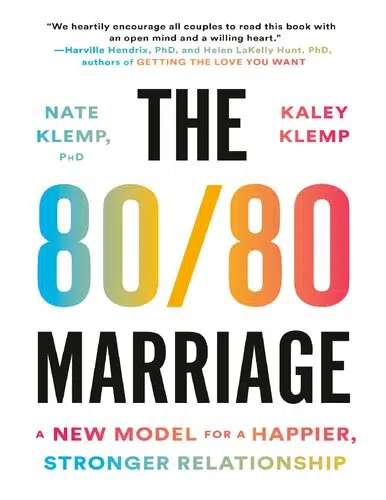 “We heartily encourage all couples to read this book with
an open mind and a willing heart.”
—Harville Hendrix, PhD, and Helen LaKelly Hunt, PhD,
authors of GETTING THE LOVE YOU WANT
NATE
KLEMP,
PHD
THE
KALEY
KLEMP
80/80
MARRIAGE
A NEW MODEL FOR A HAPPIER,
STRONGER RELATIONSHIP